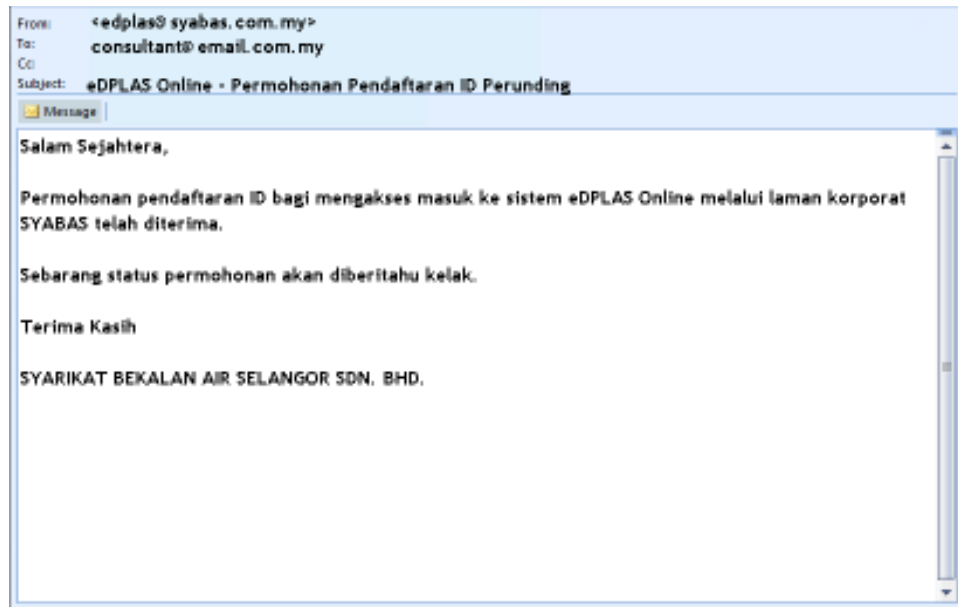 From: <edplas@ syabas.com.my>
To: consultant@ email.com.my
Cc:
Subject: eDPLAS Online - Permohonan Pendaftaran ID Perunding
Message
Salam Sejahtera,
Permohonan pendaftaran ID bagi mengakses masuk ke sistem eDPLAS Online melalui laman korporat
SYABAS telah diterima.
Sebarang status permohonan akan diberitahu kelak.
Terima Kasih
SYARIKAT BEKALAN AIR SELANGOR SDN. BHD.